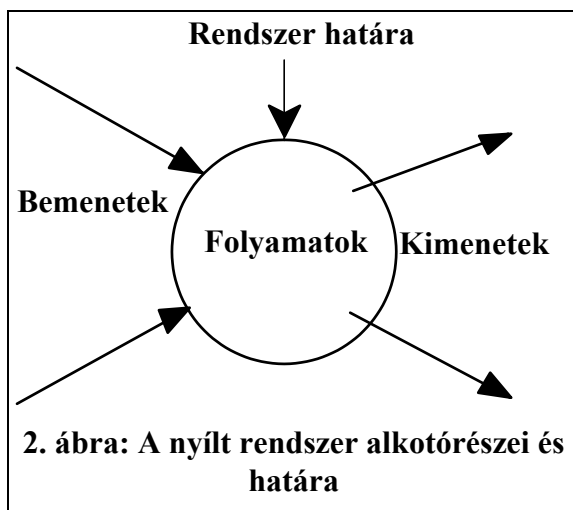 Rendszer határa
Bemenetek
Folyamatok
Kimenetek
2. ábra: A nyílt rendszer alkotórészei és
határa